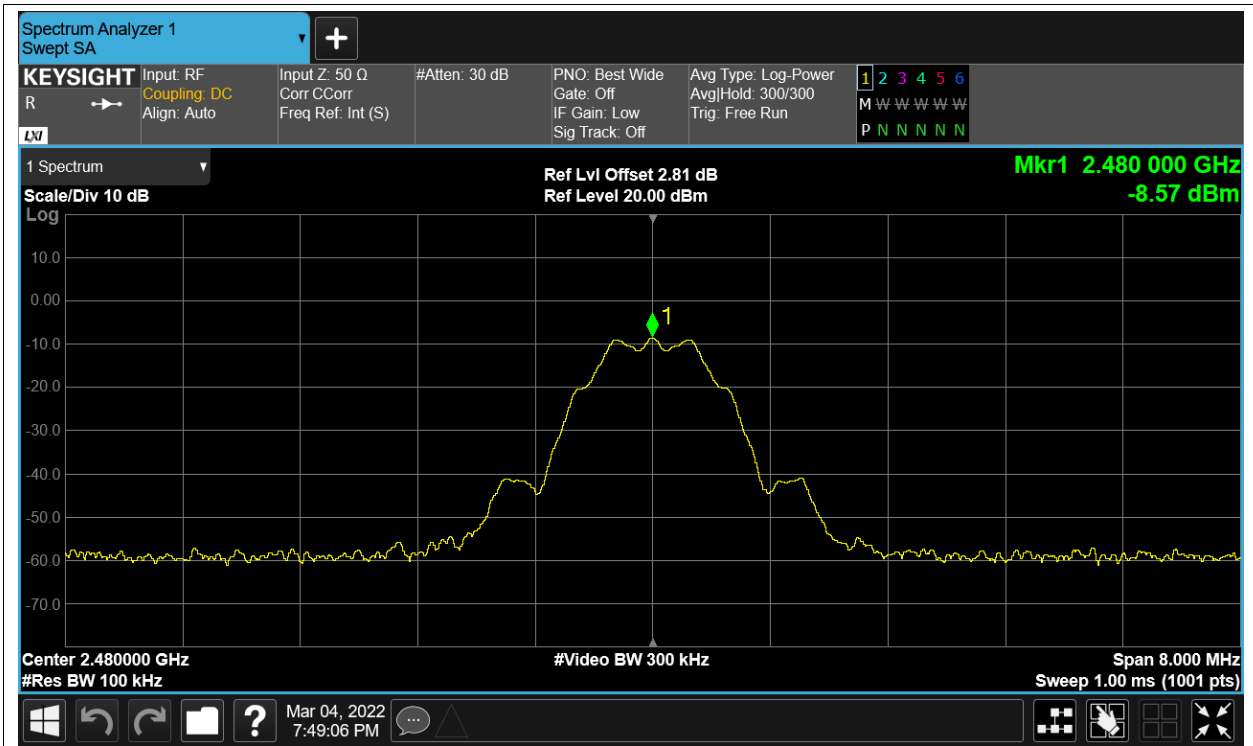 Spectrum Analyzer 1
Swept SA
KEYSIGHT
R
LXI
Input: RF
Coupling: DC
Align: Auto
Input Z: 50 Ω
Corr CCorr
Freq Ref: Int (S)
#Atten: 30 dB
PNO: Best Wide
Gate: Off
IF Gain: Low
Sig Track: Off
Avg Type: Log-Power
Avg|Hold: 300/300
Trig: Free Run
1 2 3 4 5 6
M W W W W W
P N N N N N
1 Spectrum
Scale/Div 10 dB
Ref Lvl Offset 2.81 dB
Ref Level 20.00 dBm
Mkr1 2.480 000 GHz
-8.57 dBm
Log
10.0
0.00
1
-10.0
-20.0
-30.0
-40.0
-50.0
-60.0
-70.0
Center 2.480000 GHz
#Video BW 300 kHz
Span 8.000 MHz
#Res BW 100 kHz
Sweep 1.00 ms (1001 pts)
?
Mar 04, 2022
7:49:06 PM